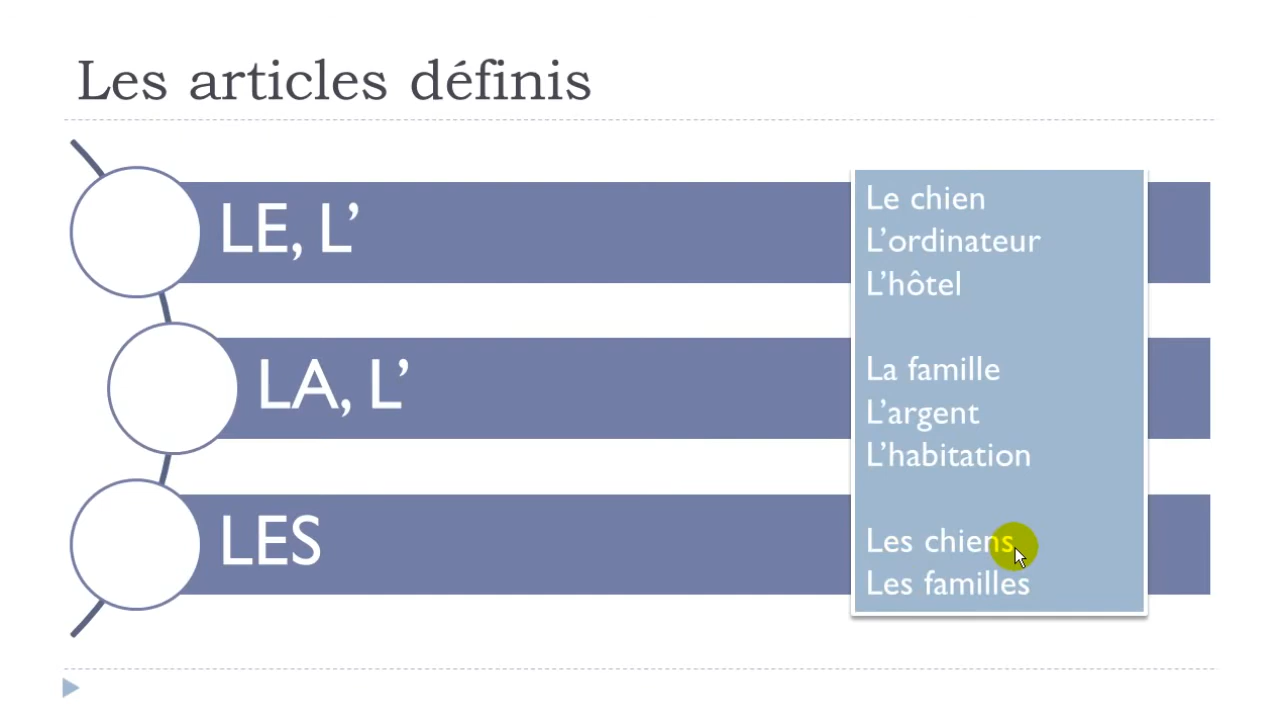 Les articles définis
LE, L’
LA, L’
LES
Le chien
L’ordinateur
L’hôtel
La famille
L’argent
L’habitation
Les chiens
Les familles